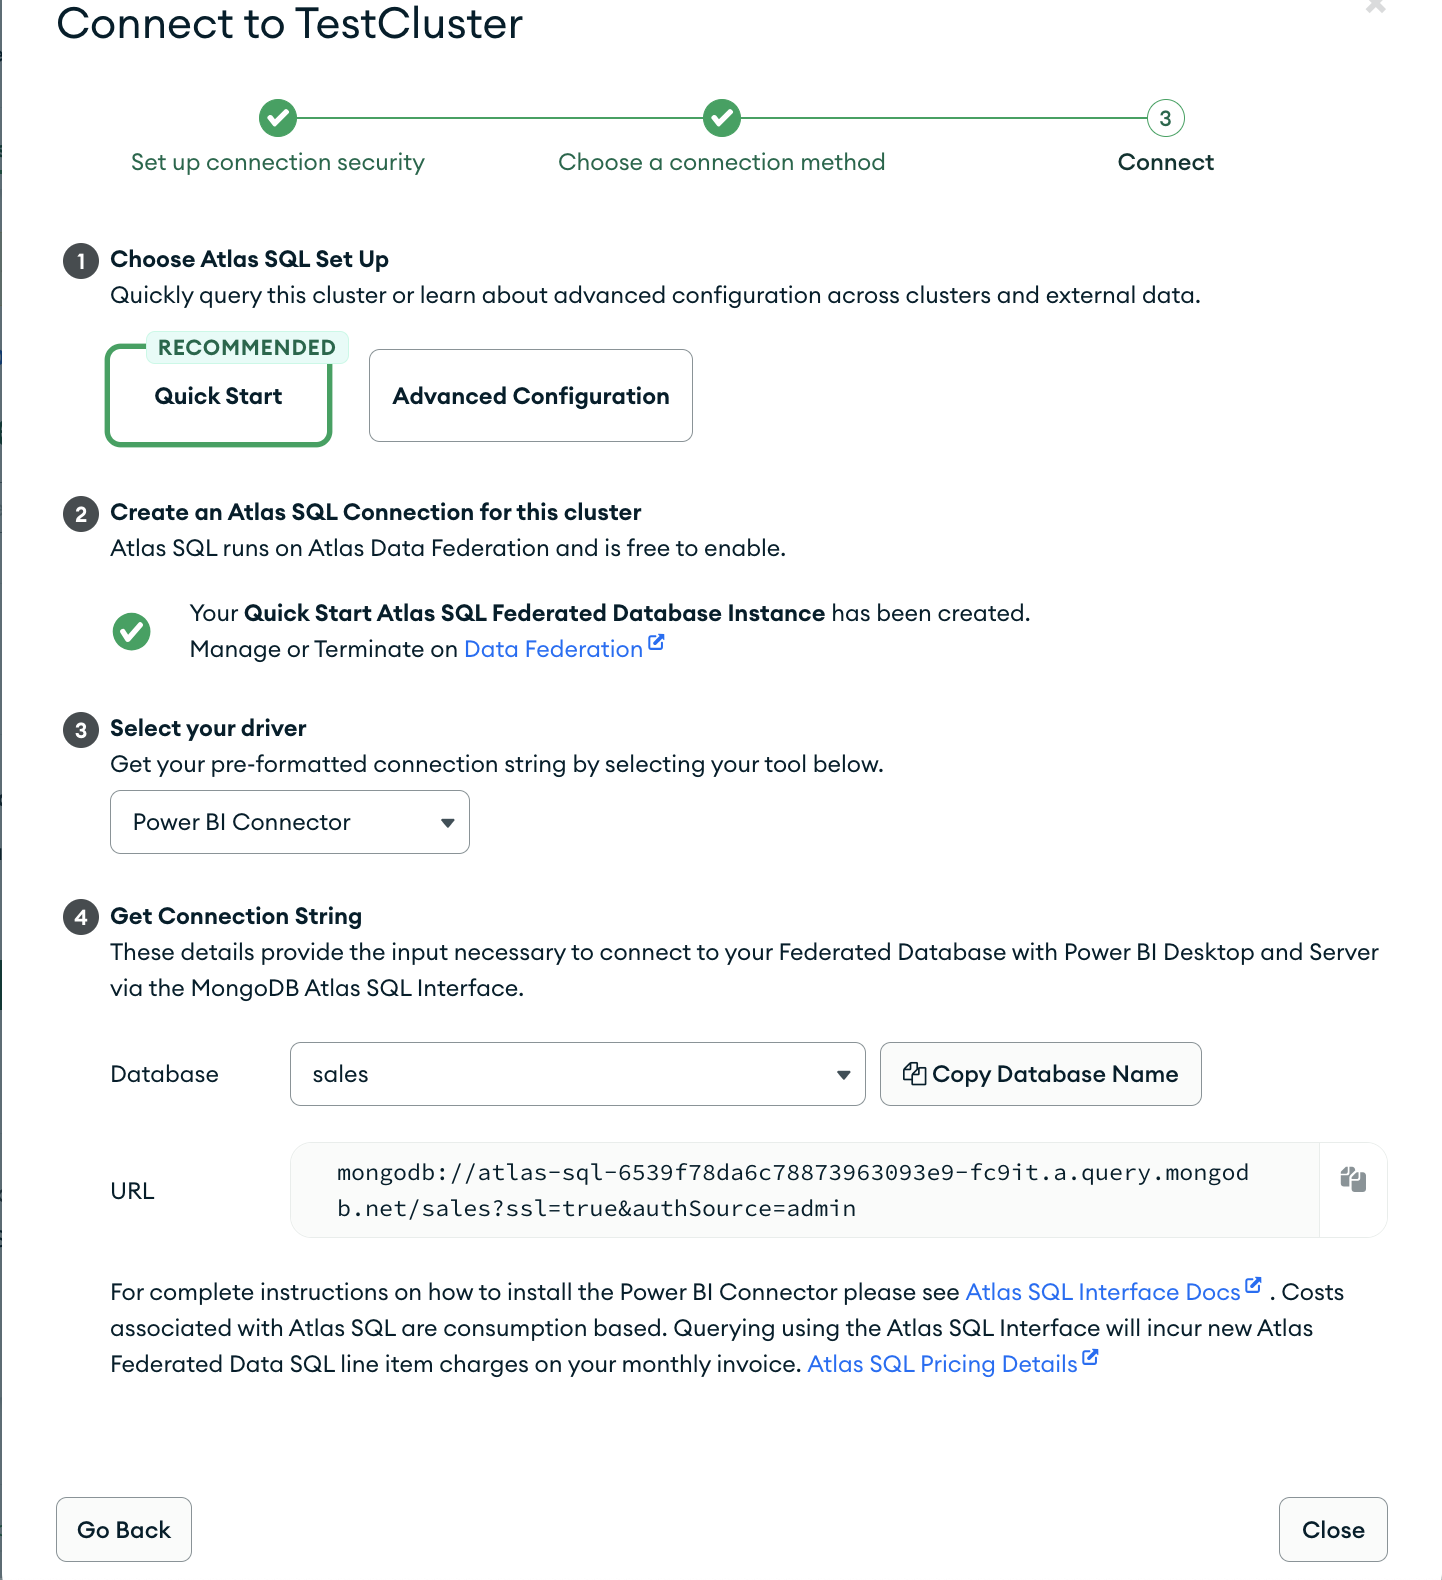 Connect to TestCluster
3
Set up connection security
Choose a connection method
Connect
1
Choose Atlas SQL Set Up
Quickly query this cluster or learn about advanced configuration across clusters and external data.
RECOMMENDED
Quick Start
Advanced Configuration
2
Create an Atlas SQL Connection for this cluster
Atlas SQL runs on Atlas Data Federation and is free to enable.
Your Quick Start Atlas SQL Federated Database Instance has been created.
Manage or Terminate on Data Federation
3
Select your driver
Get your pre-formatted connection string by selecting your tool below.
Power BI Connector
4
Get Connection String
These details provide the input necessary to connect to your Federated Database with Power BI Desktop and Server
via the MongoDB Atlas SQL Interface.
Database
sales
Copy Database Name
URL
mongodb://atlas-sql-6539f78da6c78873963093e9-fc9it.a.query.mongod
b.net/sales?ssl=true&authSource=admin
For complete instructions on how to install the Power BI Connector please see Atlas SQL Interface Docs . Costs
associated with Atlas SQL are consumption based. Querying using the Atlas SQL Interface will incur new Atlas
Federated Data SQL line item charges on your monthly invoice. Atlas SQL Pricing Details
Go Back
Close